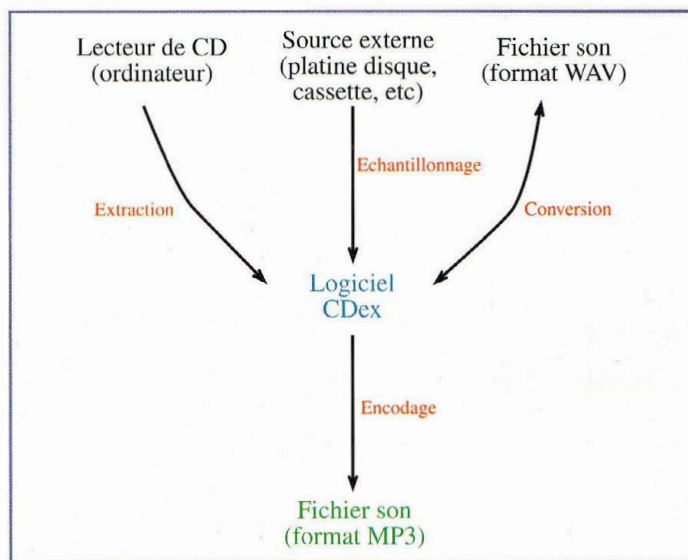 Lecteur de CD
(ordinateur)
Source externe
(platine disque,
cassette, etc)
Fichier son
(format WAV)
Echantillonnage
Extraction
Conversion
Logiciel
CDex
Encodage
Fichier son
(format MP3)